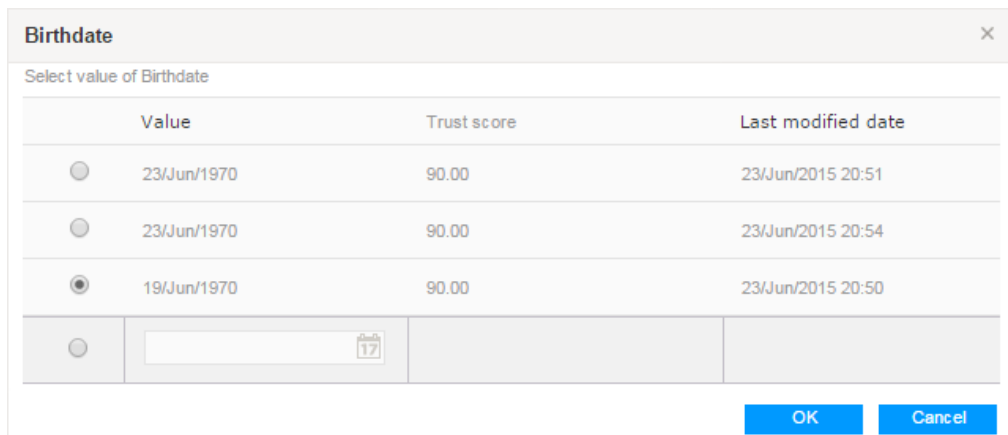 Birthdate
Select value of Birthdate
Value Trust score Last modified date
23/Jun/1970 90.00 23/Jun/2015 20:51
23/Jun/1970 90.00 23/Jun/2015 20:54
19/Jun/1970 90.00 23/Jun/2015 20:50
17
OK Cancel